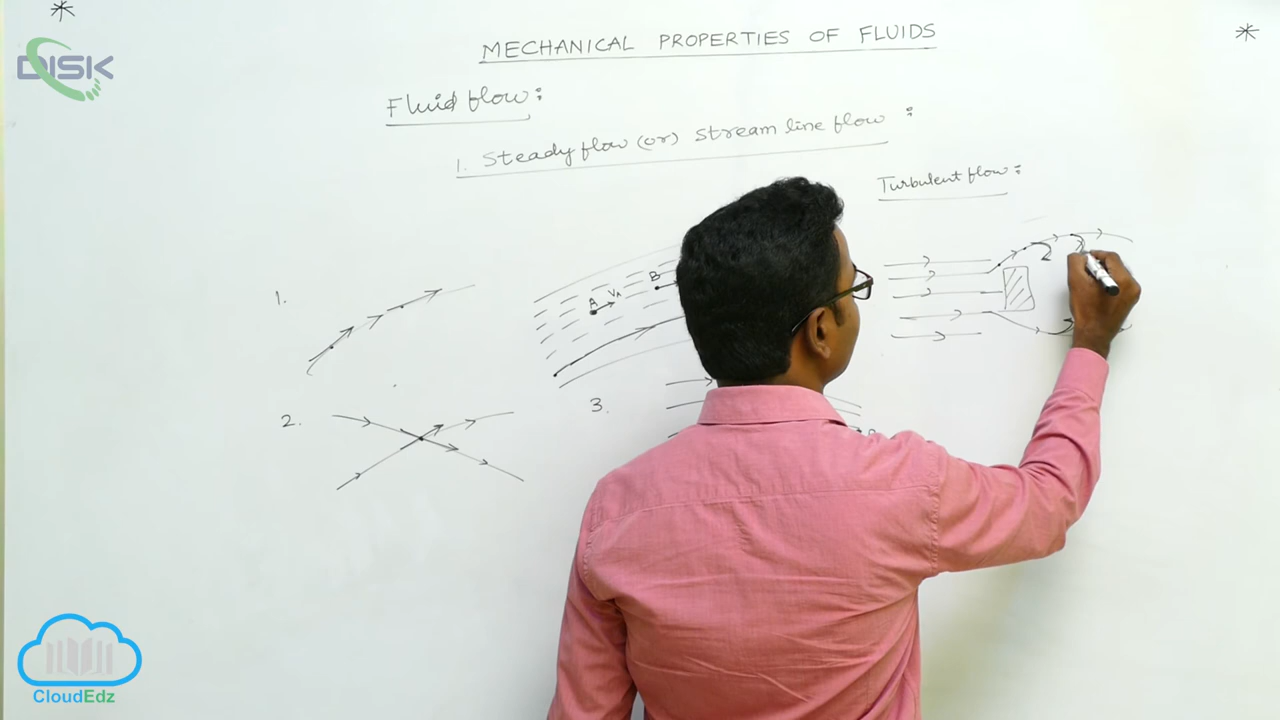 DISK
MECHANICAL PROPERTIES OF FLUIDS
Fluid flow :
1. Steady flow (or) Stream line flow :
Turbulent flow :
1.
A
VA
B
2.
3.
CloudEdz